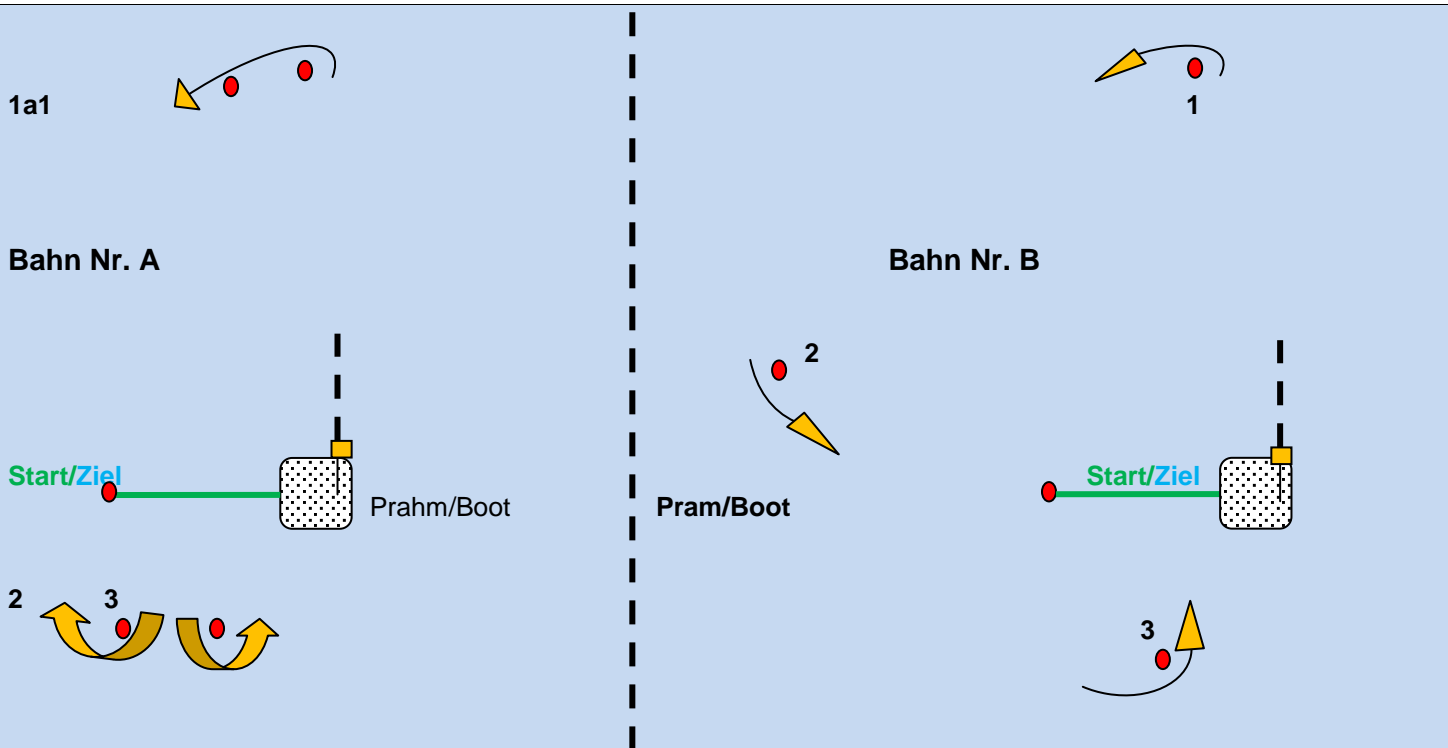 1a1
Bahn Nr. A
Start/Ziel
Prahm/Boot
2 3
1
Bahn Nr. B
2
Pram/Boot
Start/Ziel
3